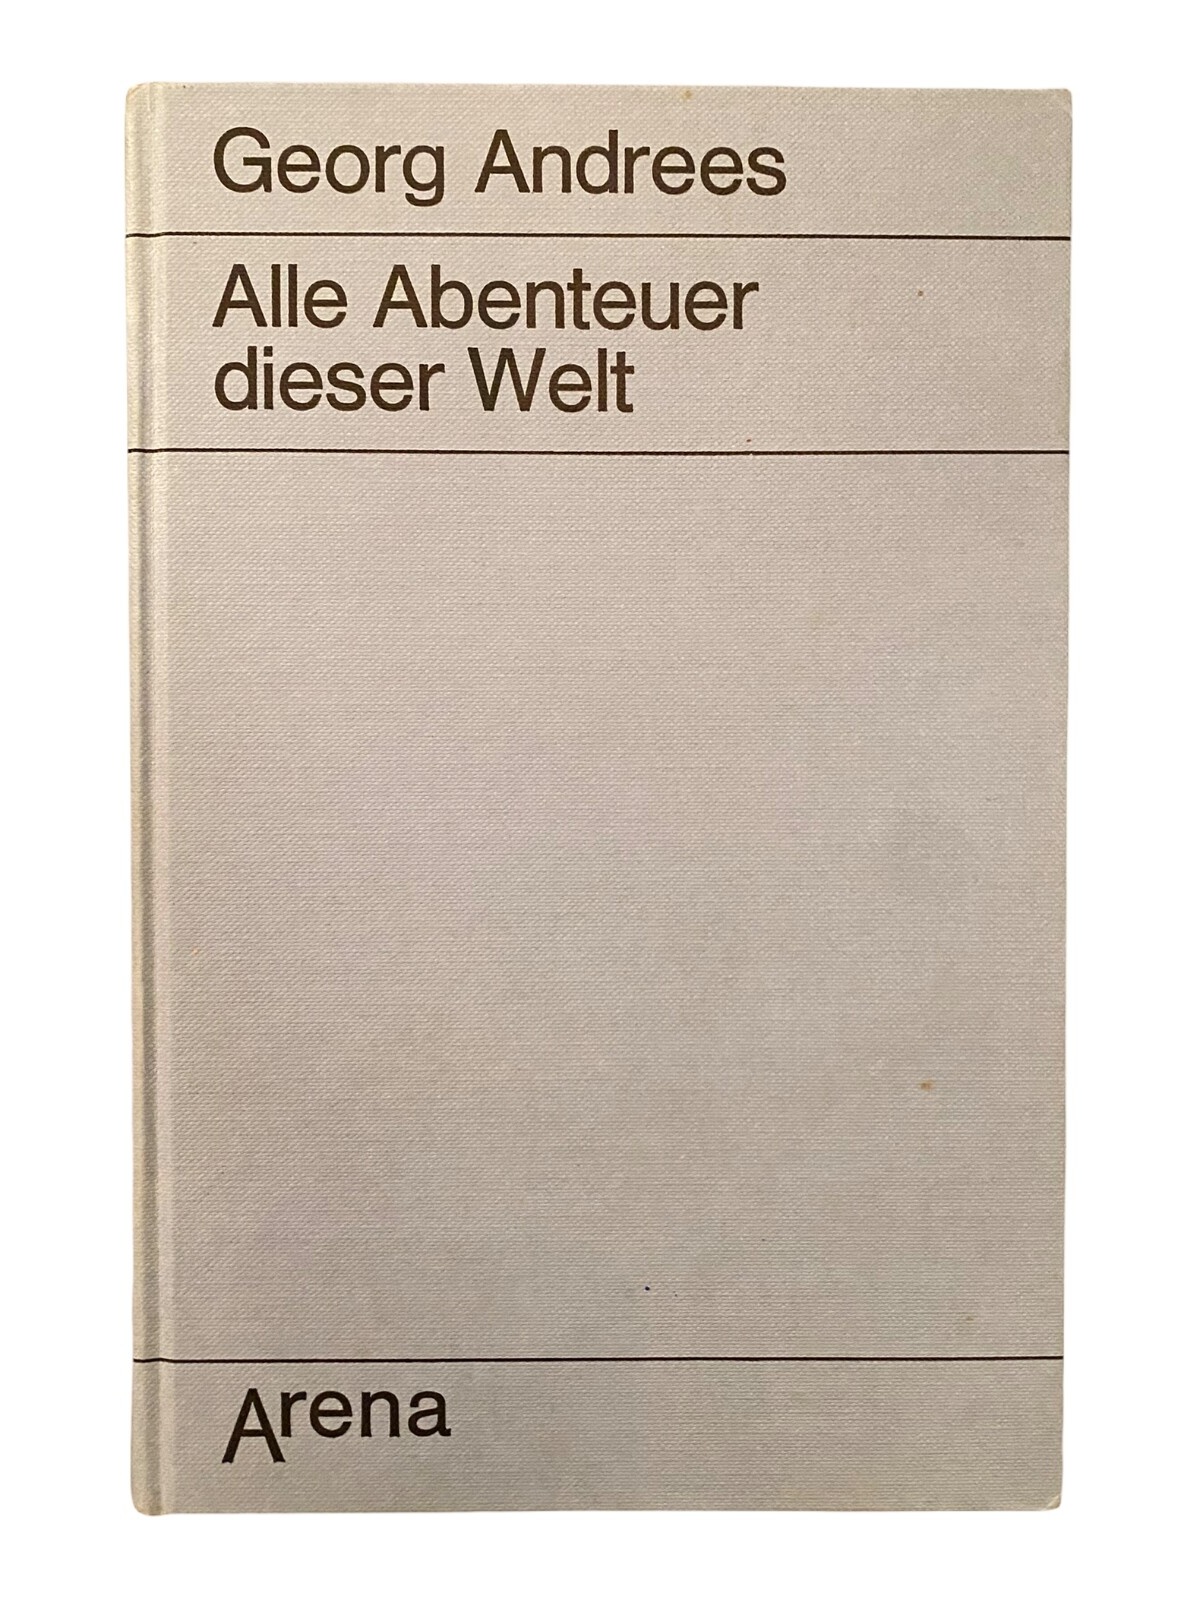 Georg Andrees
Alle Abenteuer
dieser Welt
Arena